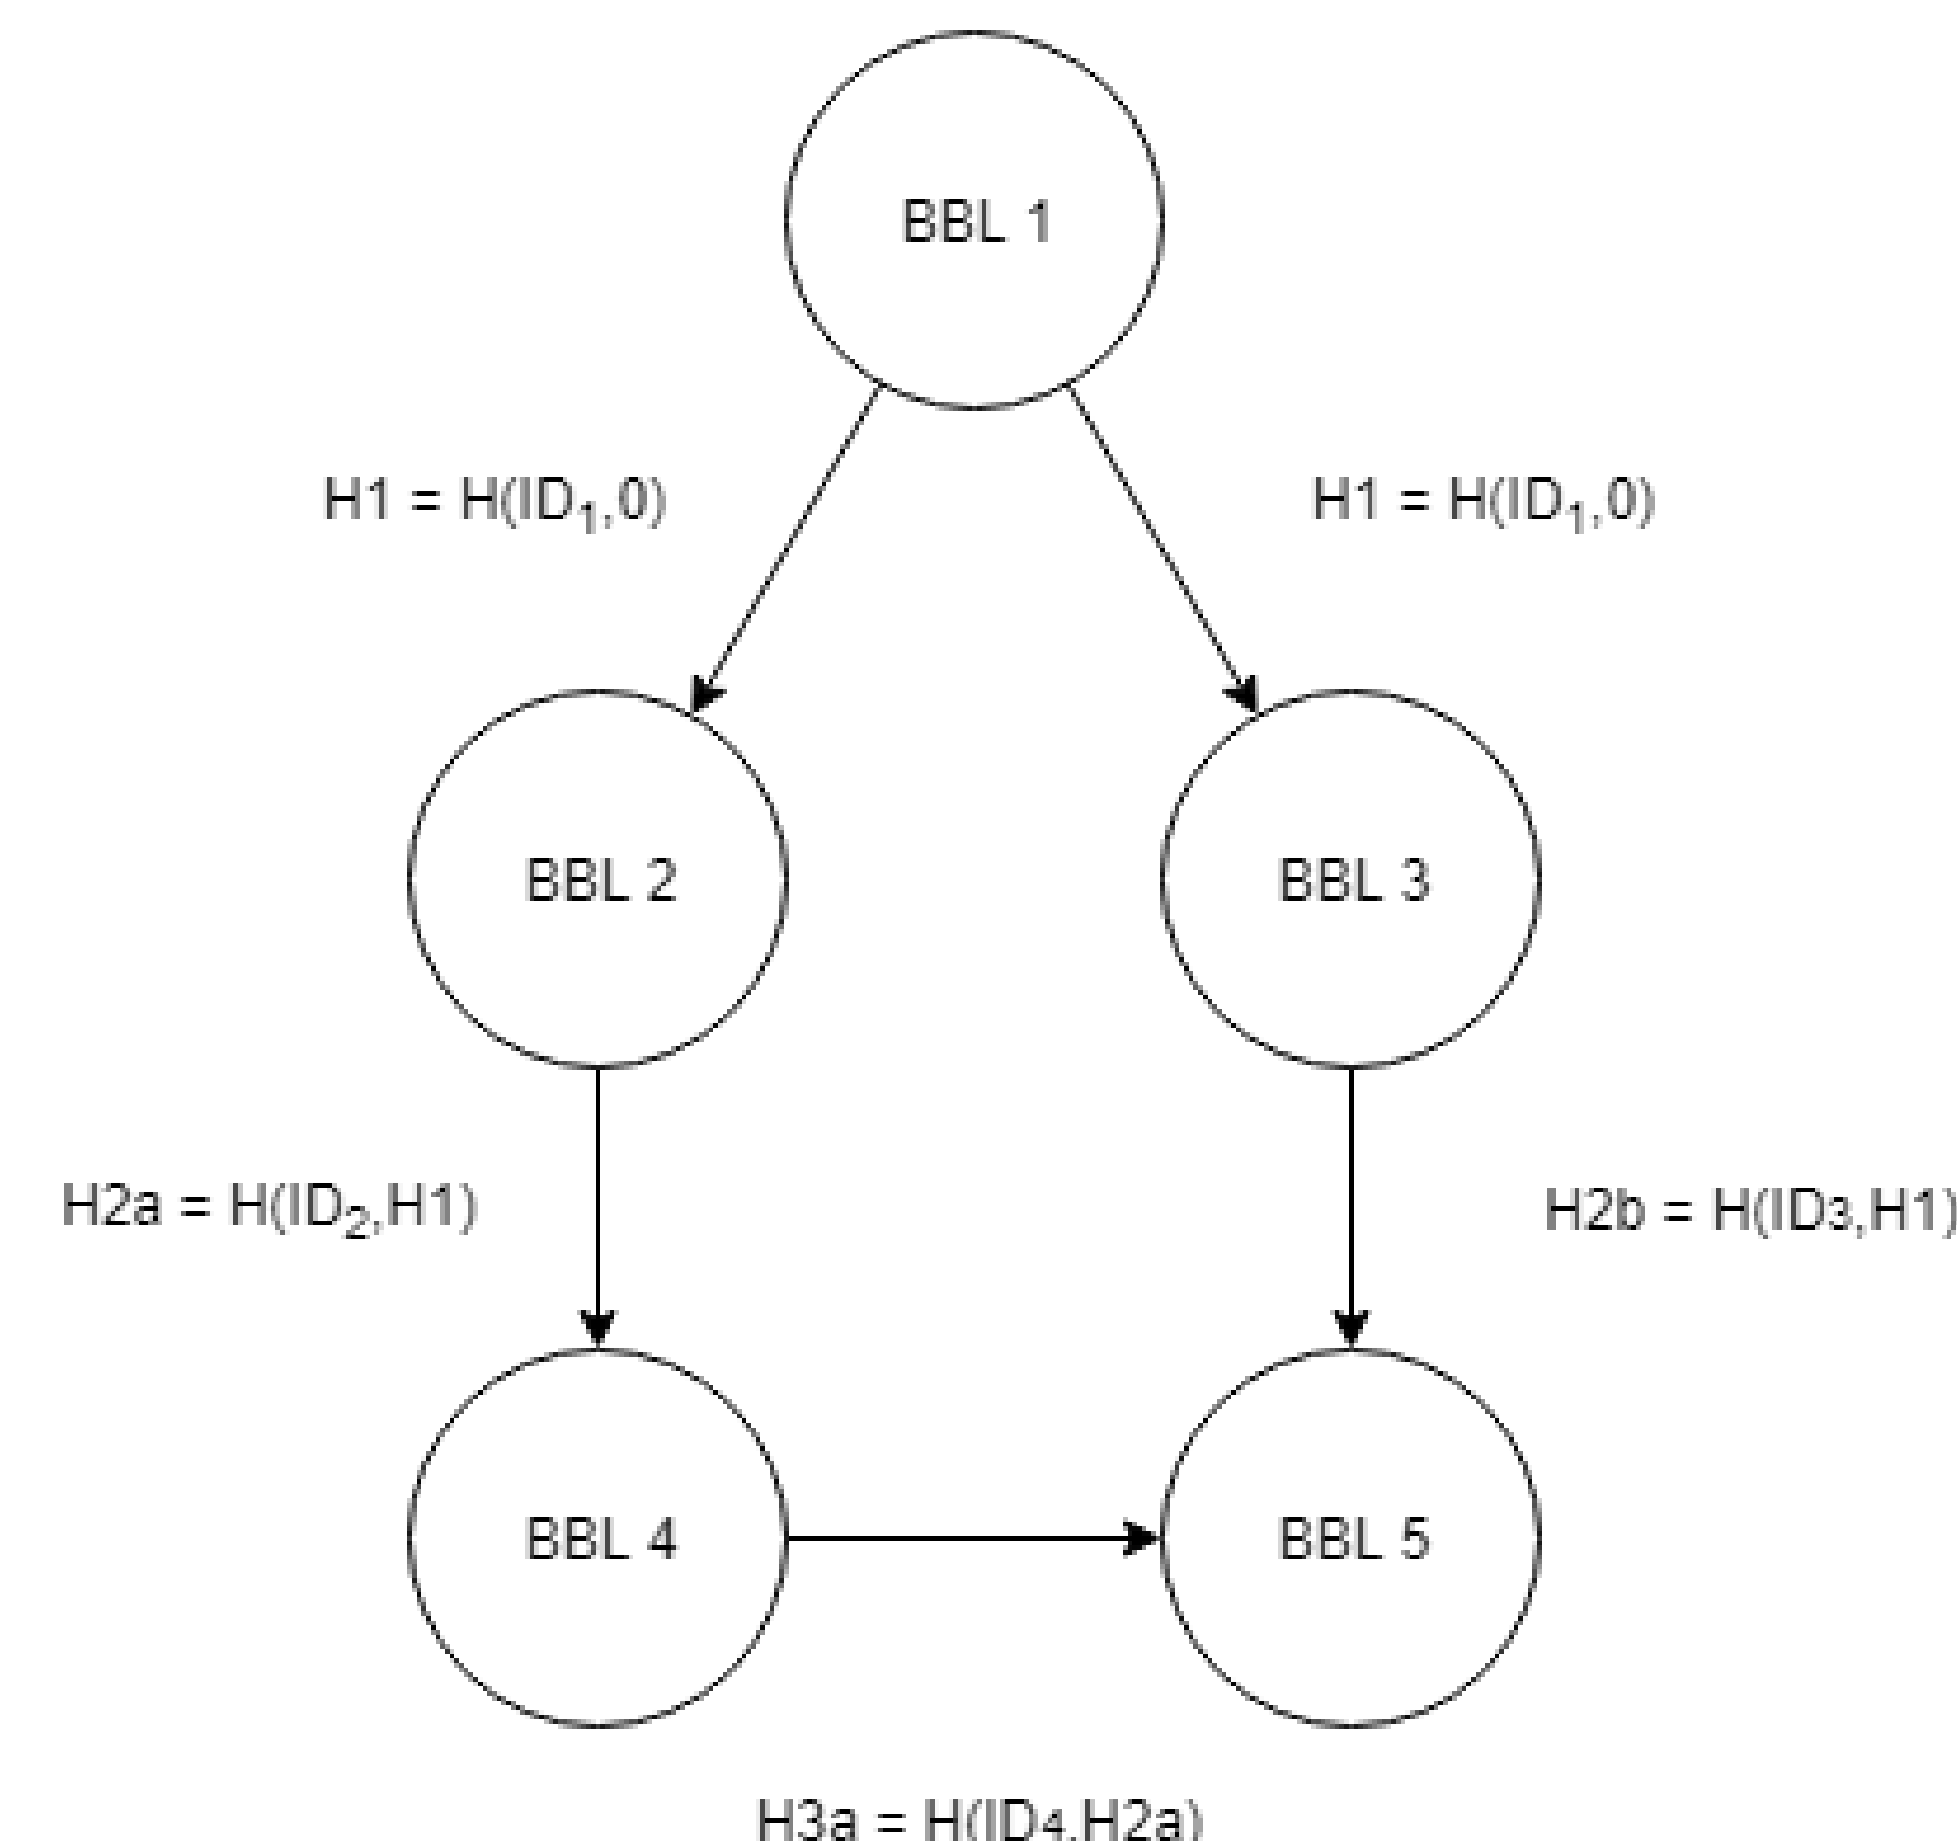 BBL 1
H1 = H(ID₁,0)
H1 = H(ID₁,0)
BBL 2
BBL 3
H2a = H(ID₂,H1)
H2b = H(ID3,H1)
BBL 4
BBL 5
H3a = H(ID4,H2a)